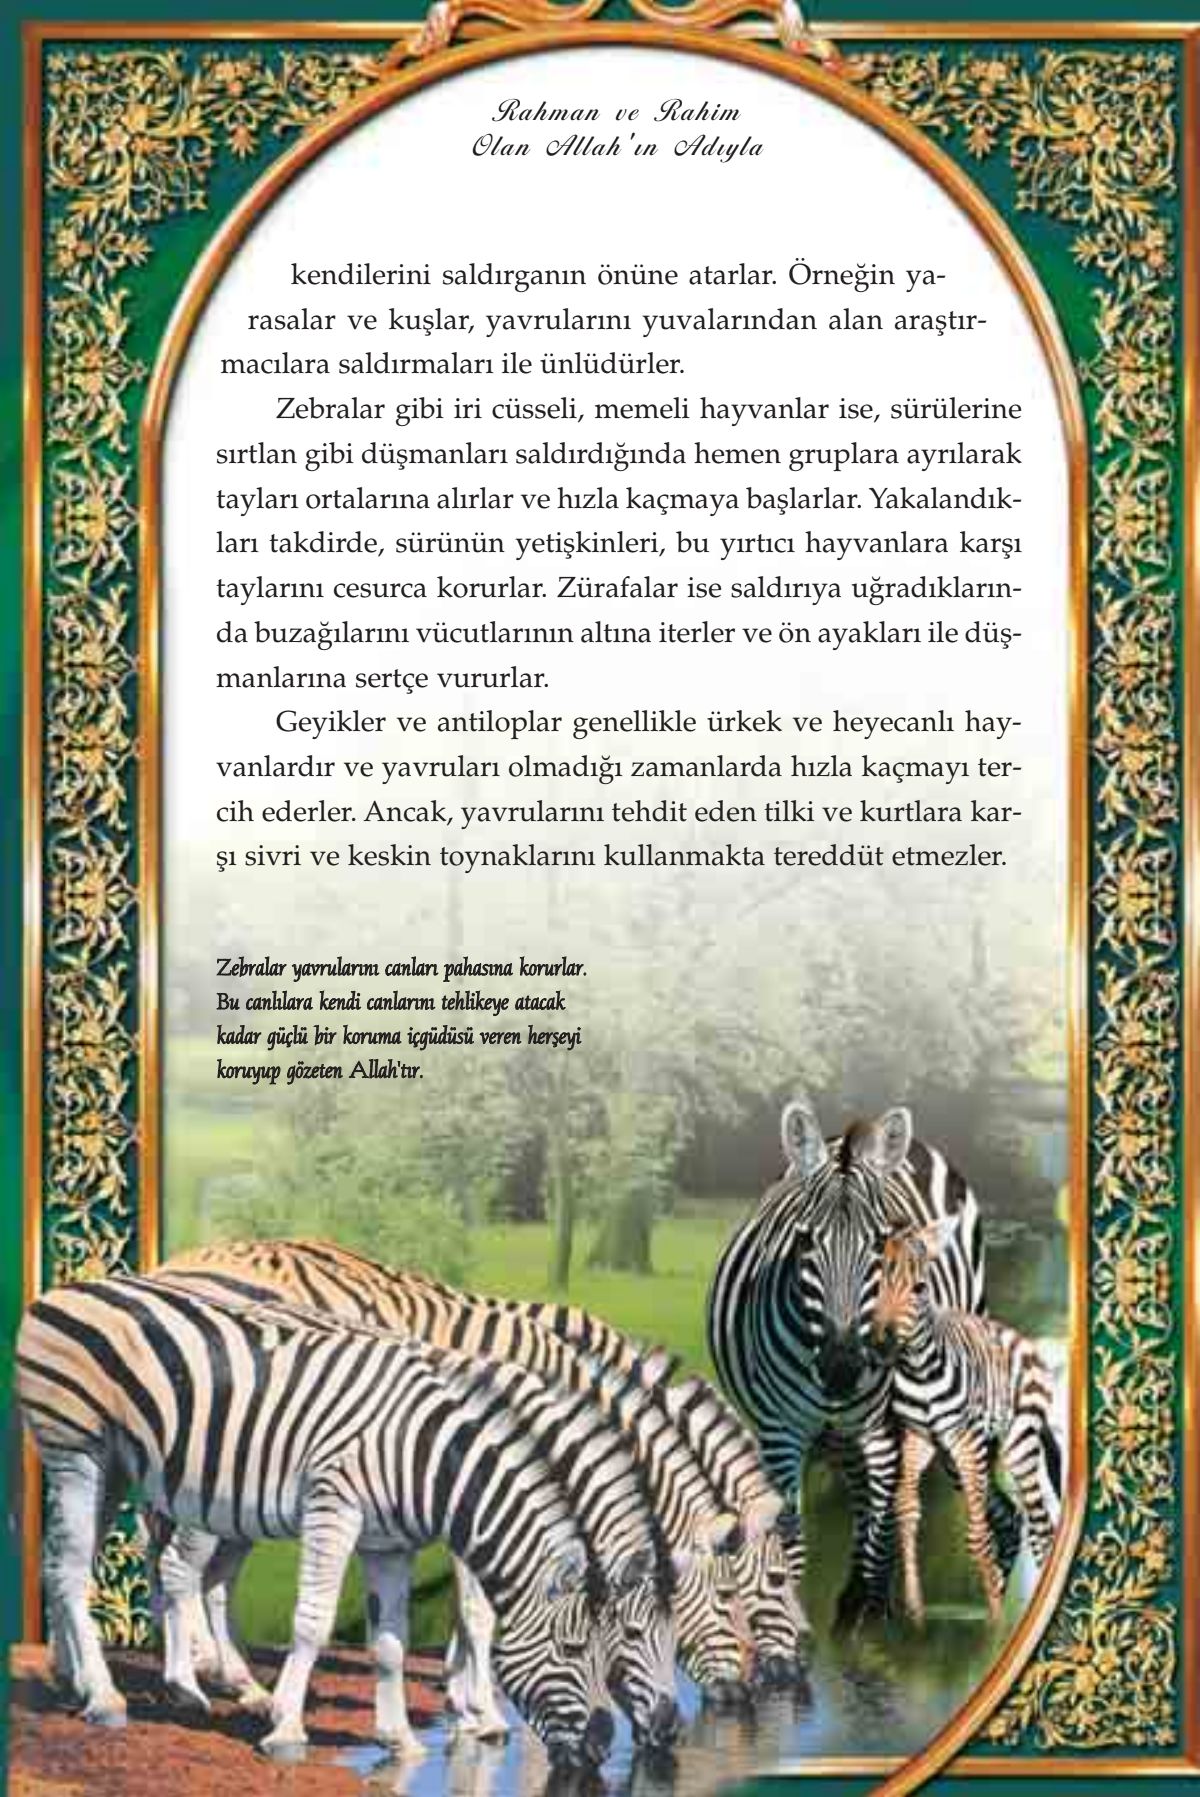 Rahman ve Rahim
Olan Allah'ın Adıyla
kendilerini saldırganın önüne atarlar. Örneğin ya-
rasalar ve kuşlar, yavrularını yuvalarından alan araştır-
macılara saldırmaları ile ünlüdürler.
Zebralar gibi iri cüsseli, memeli hayvanlar ise, sürülerine
sırtlan gibi düşmanları saldırdığında hemen gruplara ayrılarak
tayları ortalarına alırlar ve hızla kaçmaya başlarlar. Yakalandık-
ları takdirde, sürünün yetişkinleri, bu yırtıcı hayvanlara karşı
taylarını cesurca korurlar. Zürafalar ise saldırıya uğradıkların-
da buzağılarını vücutlarının altına iterler ve ön ayakları ile düş-
manlarına sertçe vururlar.
Geyikler ve antiloplar genellikle ürkek ve heyecanlı hay-
vanlardır ve yavruları olmadığı zamanlarda hızla kaçmayı ter-
cih ederler. Ancak, yavrularını tehdit eden tilki ve kurtlara kar-
şı sivri ve keskin toynaklarını kullanmakta tereddüt etmezler.
Zebralar yavrularını canları pahasına korurlar.
Bu canlılara kendi canlarını tehlikeye atacak
kadar güçlü bir koruma içgüdüsü veren herşeyi
koruyup gözeten Allah'tır.